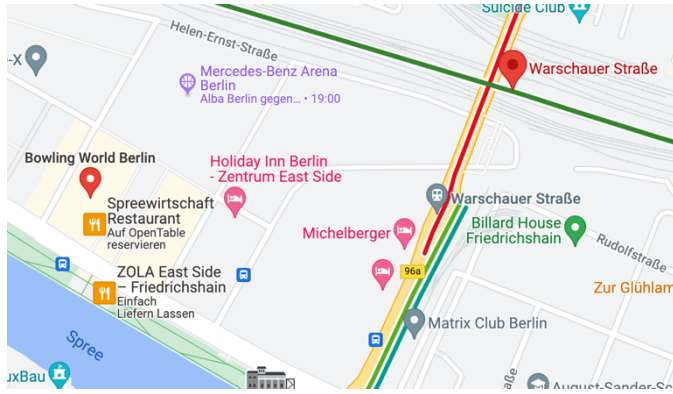 Suicide Club
Helen-Ernst-Straße
-X
Mercedes-Benz Arena
Berlin
Alba Berlin gegen... • 19:00
Warschauer Straße
Bowling World Berlin
Holiday Inn Berlin
- Zentrum East Side
Spreewirtschaft
Restaurant
Auf OpenTable
reservieren
Warschauer Straße
Michelberger
Billard House
Friedrichshain
Rudolfstraße
ZOLA East Side
– Friedrichshain
Einfach
Liefern Lassen
96a
Zur Glühlam
Matrix Club Berlin
Spree
uxBau
aße
August-Sander-Sc